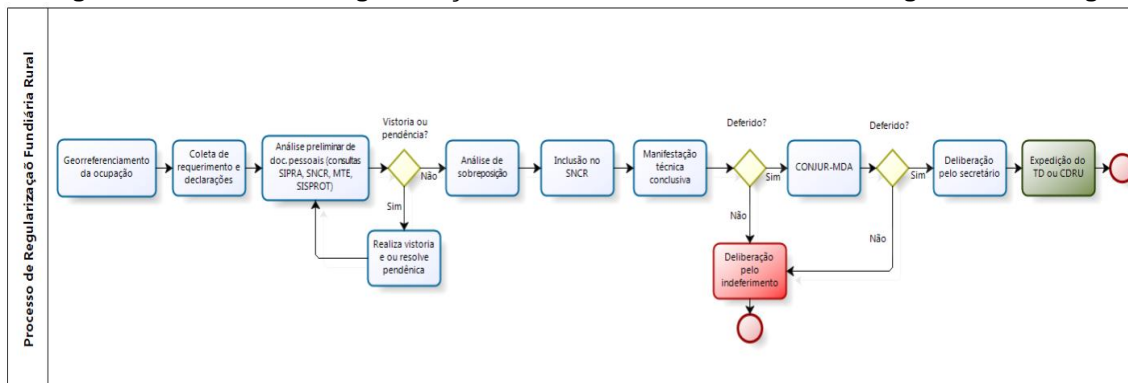 Processo de Regularização Fundiária Rural
Georreferenciamento
da ocupação
Coleta de
requerimento e
declarações
Análise preliminar de
doc. pessoais (consultas
SIPRA, SNCR, MTE,
SISPROT)
Vistoria ou
pendência?
Não
Sim
Realiza vistoria
e ou resolve
pendênica
Análise de
sobreposição
Inclusão no
SNCR
Manifestação
técnica
conclusiva
Deferido?
Sim
Não
Deliberação
pelo
indeferimento
CONJUR-MDA
Deferido?
Sim
Não
Deliberação
pelo secretário
Expedição do
TD ou CDRU